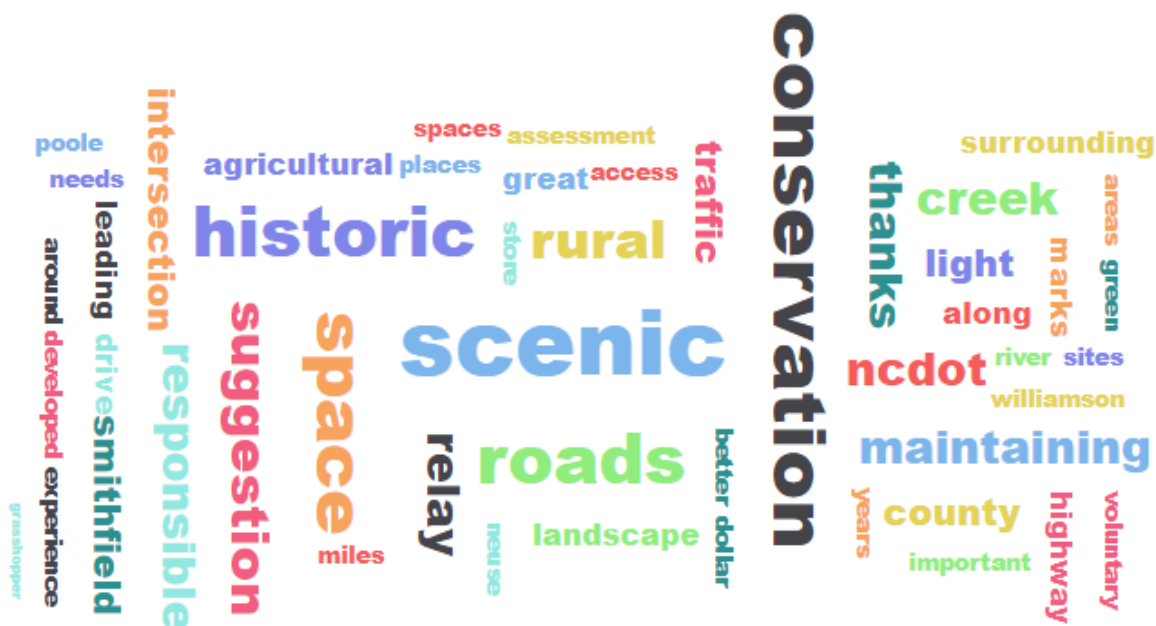 conservation
spaces
assessment
poole
intersection
traffic
surrounding
agricultural
places
great
access
needs
thanks
creek
areas
leading
historic
store
rural
light
marks
green
around
along
suggestion
space
scenic
developed
drive
responsible
ncdot
river
sites
williamson
smithfield
relay
roads
better
maintaining
experience
miles
neuse
landscape
dollar
years
county
highway
voluntary
important
grasshopper